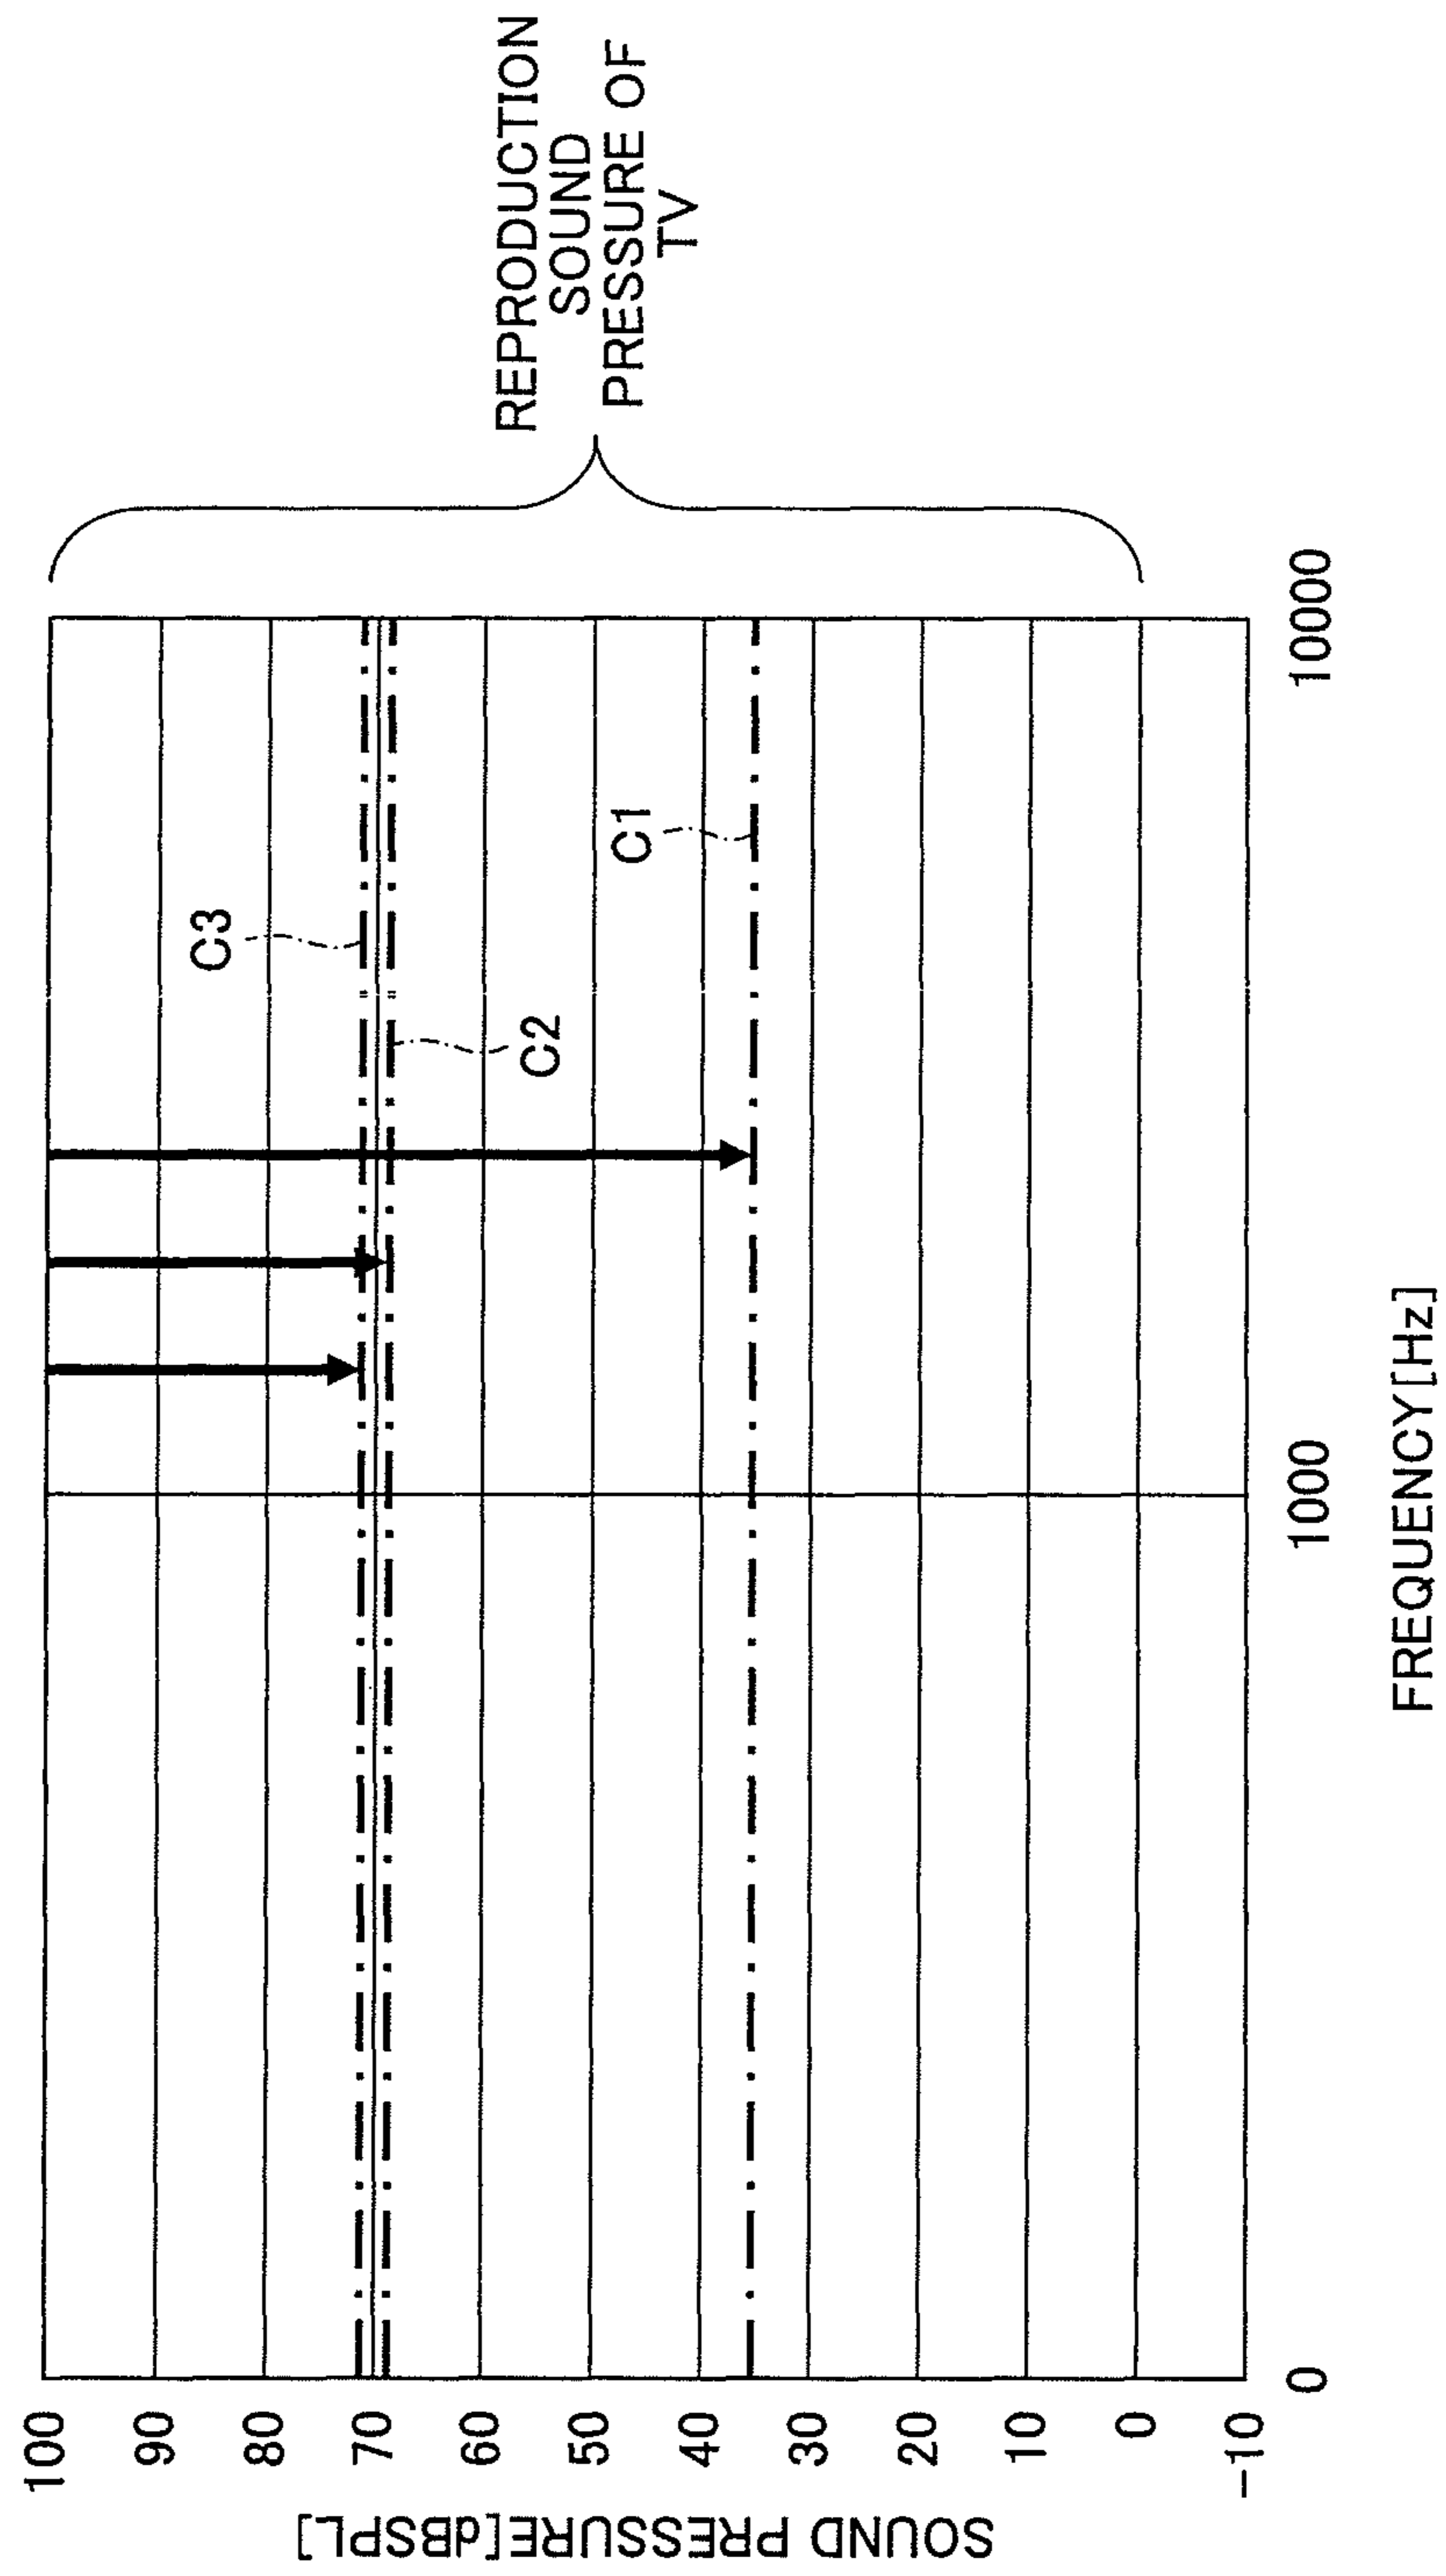 REPRODUCTION
SOUND
PRESSURE OF
TV
C3
C2
C1
100
90
80
70
60
50
40
30
20
10
0
-10
SOUND PRESSURE[dBSPL]
0
1000
10000
FREQUENCY[Hz]